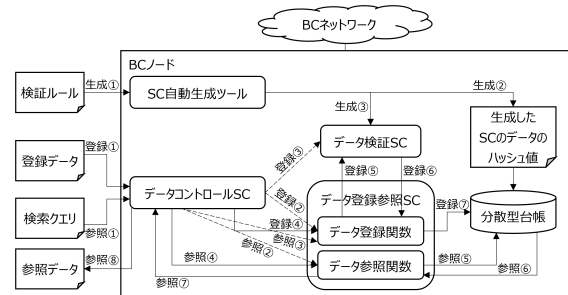 BCネットワーク
BCノード
検証ルール
生成①
SC自動生成ツール
生成②
生成③
生成した
SCのデータの
ハッシュ値
登録データ
登録①
データ検証SC
登録③
登録⑤
登録⑥
データコントロールSC
登録②
データ登録参照SC
検索クエリ
参照①
登録④
参照③
参照②
データ登録関数
登録⑦
分散型台帳
参照データ
参照⑧
参照④
データ参照関数
参照⑤
参照⑥
参照⑦